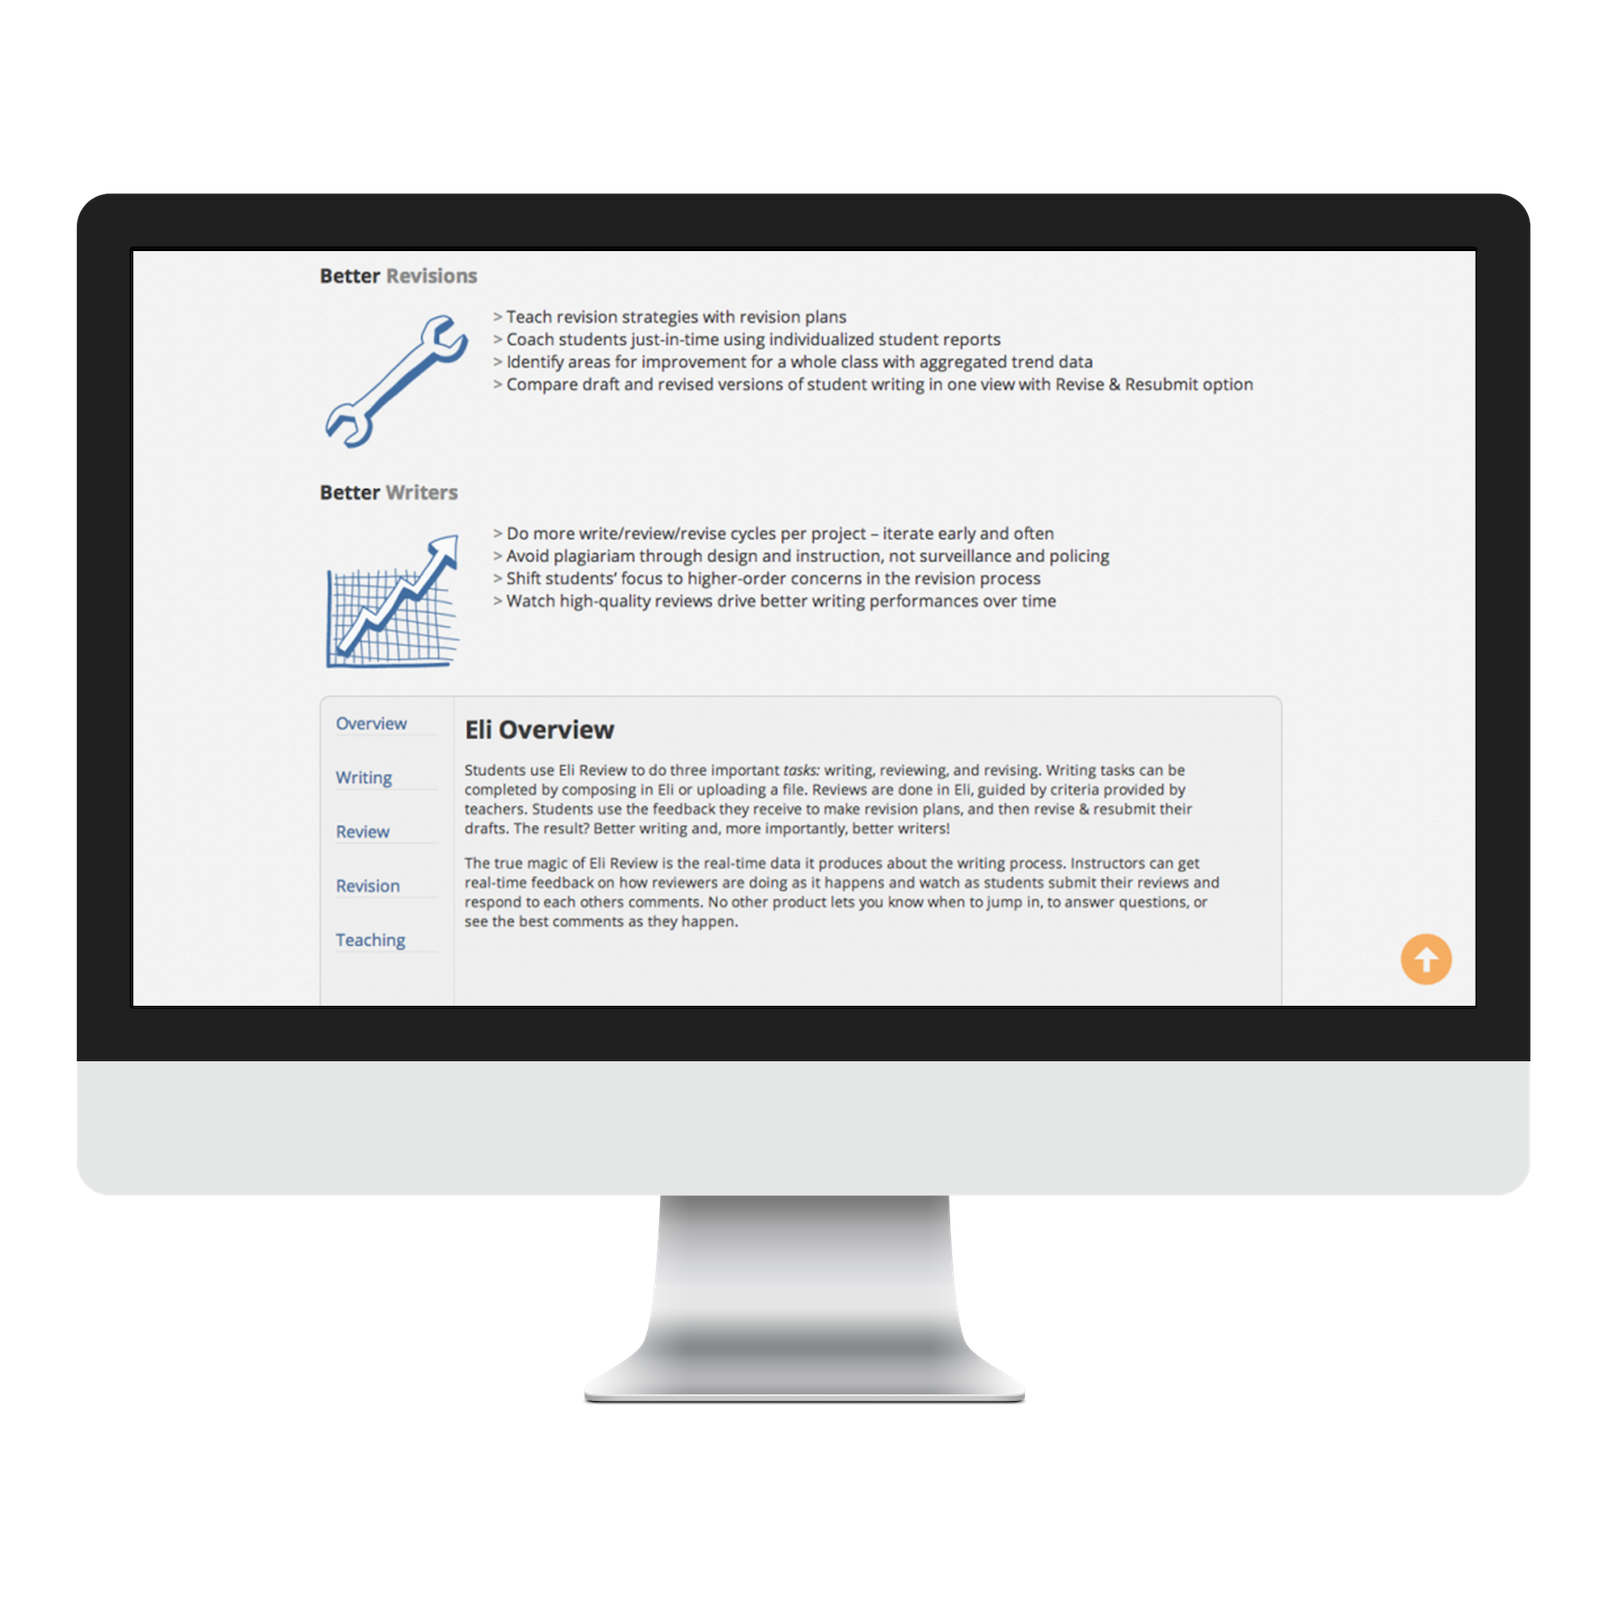 Better Revisions
> Teach revision strategies with revision plans
> Coach students just-in-time using individualized student reports
> Identify areas for improvement for a whole class with aggregated trend data
> Compare draft and revised versions of student writing in one view with Revise & Resubmit option
Better Writers
> Do more write/review/revise cycles per project – iterate early and often
> Avoid plagiariam through design and instruction, not surveillance and policing
> Shift students’ focus to higher-order concerns in the revision process
> Watch high-quality reviews drive better writing performances over time
Overview
Writing
Review
Revision
Teaching
Eli Overview
Students use Eli Review to do three important tasks: writing, reviewing, and revising. Writing tasks can be
completed by composing in Eli or uploading a file. Reviews are done in Eli, guided by criteria provided by
teachers. Students use the feedback they receive to make revision plans, and then revise & resubmit their
drafts. The result? Better writing and, more importantly, better writers!
The true magic of Eli Review is the real-time data it produces about the writing process. Instructors can get
real-time feedback on how reviewers are doing as it happens and watch as students submit their reviews and
respond to each others comments. No other product lets you know when to jump in, to answer questions, or
see the best comments as they happen.